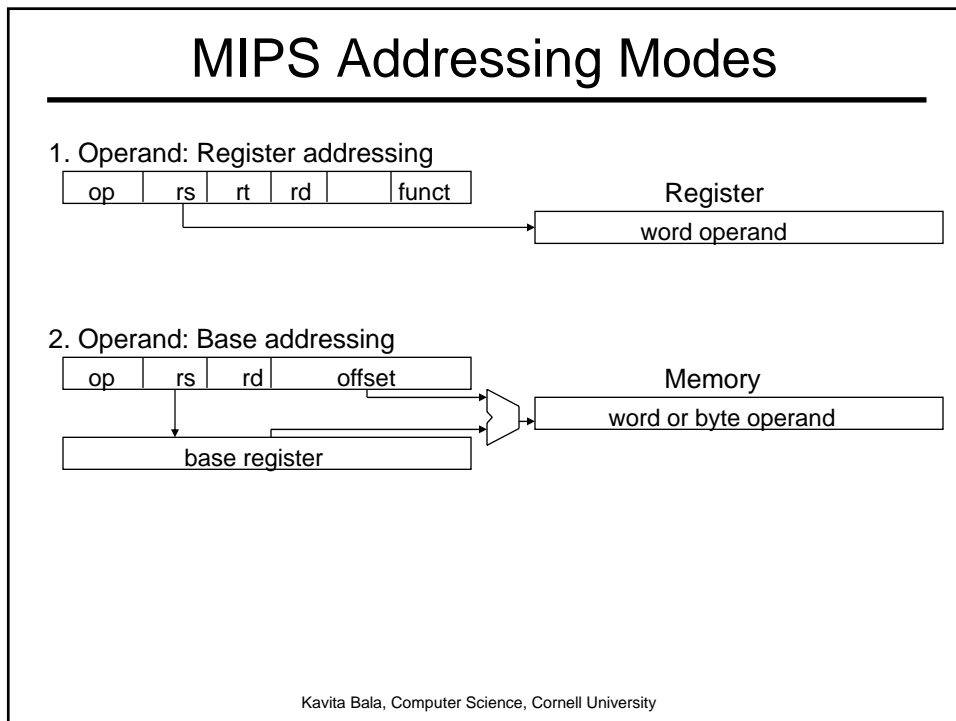 MIPS Addressing Modes
1. Operand: Register addressing
op rs rt rd funct
Register
word operand
2. Operand: Base addressing
op rs rd offset
Memory
word or byte operand
base register
Kavita Bala, Computer Science, Cornell University